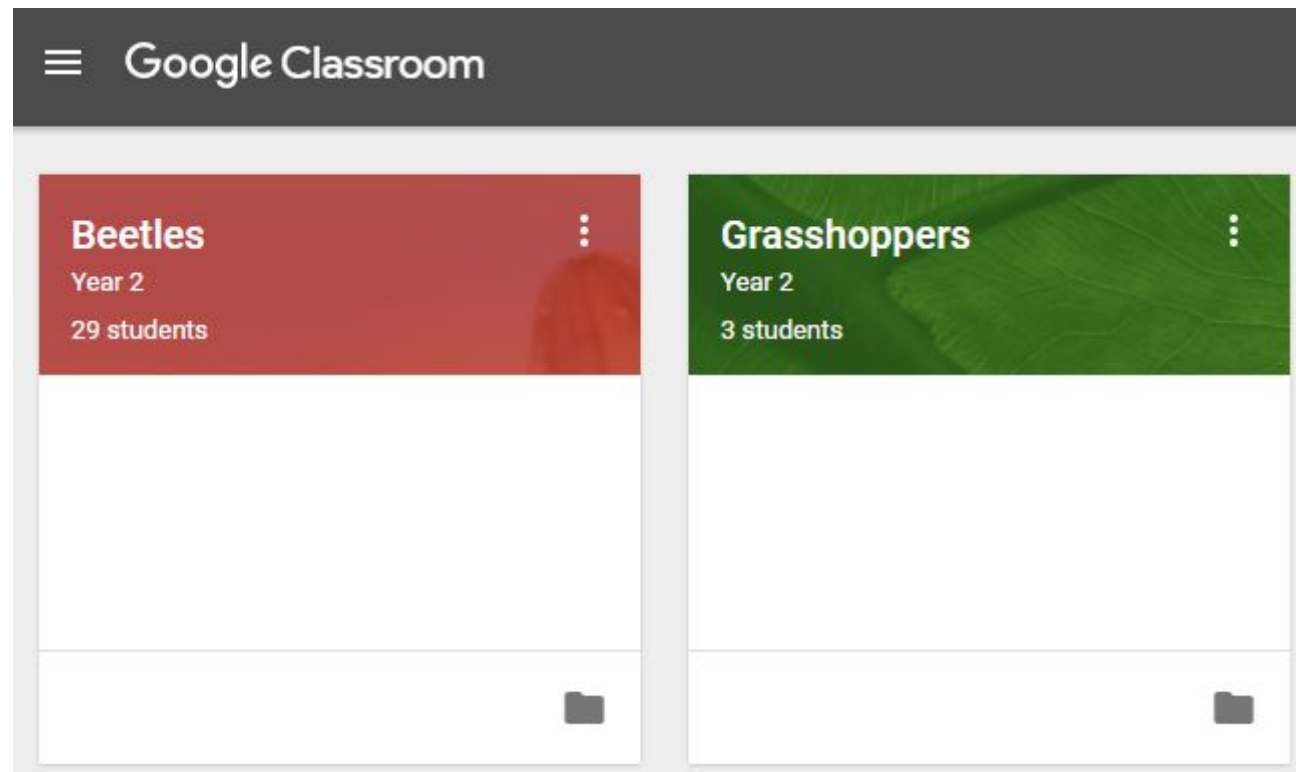 Google Classroom
Beetles
Year 2
29 students
Grasshoppers
Year 2
3 students